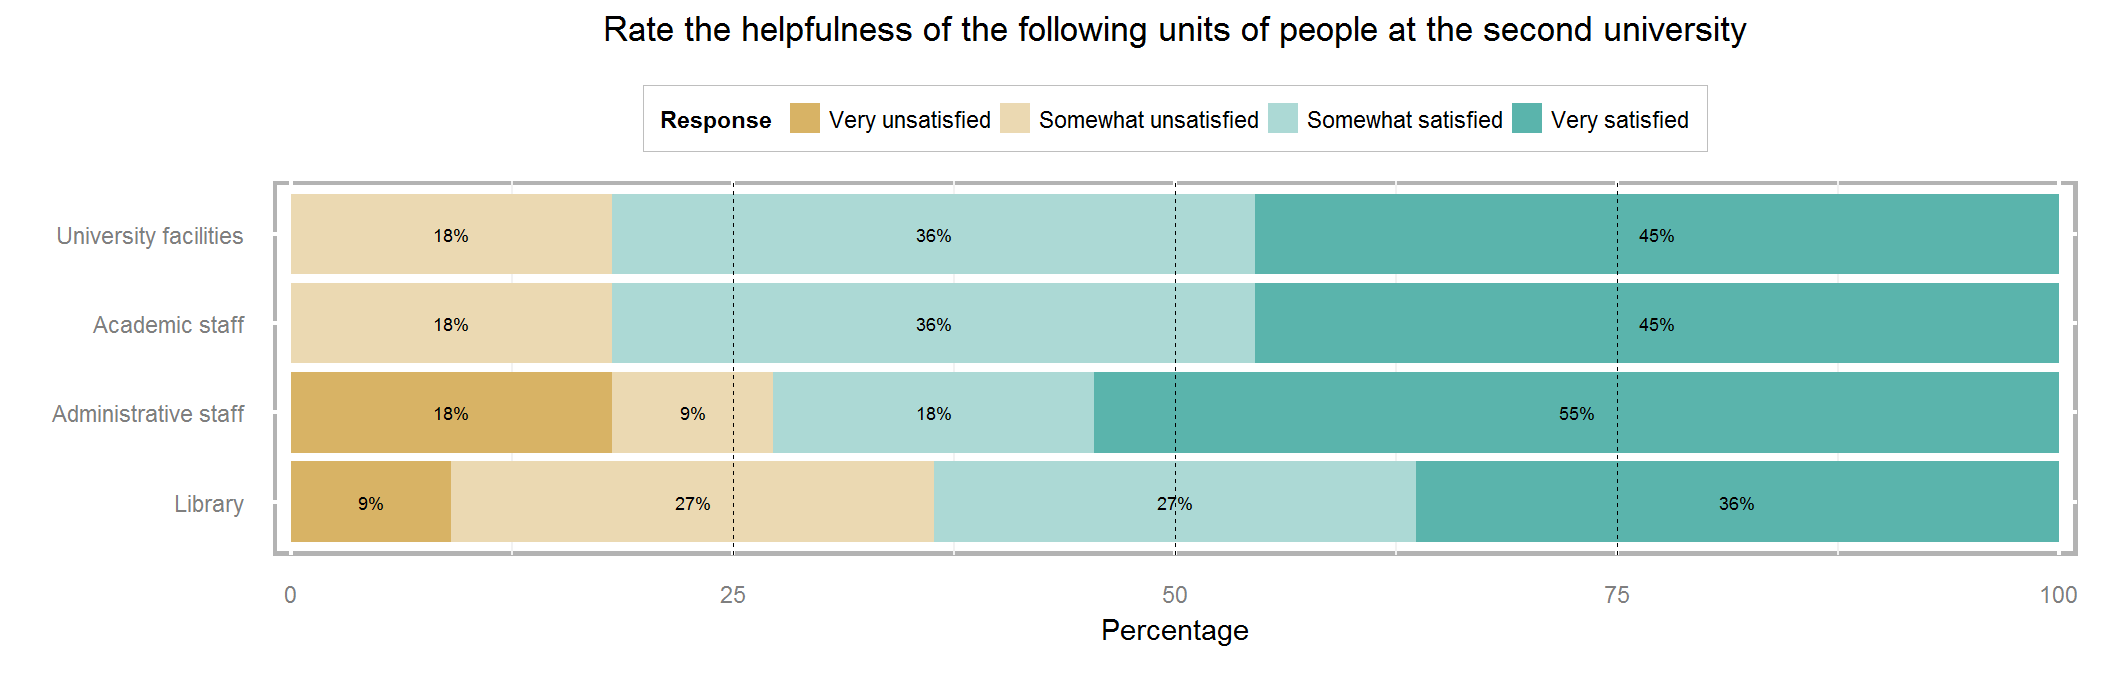 Rate the helpfulness of the following units of people at the second university
Response Very unsatisfied Somewhat unsatisfied Somewhat satisfied Very satisfied
University facilities 18% 36% 45%
Academic staff 18% 36% 45%
Administrative staff 18% 9% 18% 55%
Library 9% 27% 27% 36%
0 25 50 75 100
Percentage